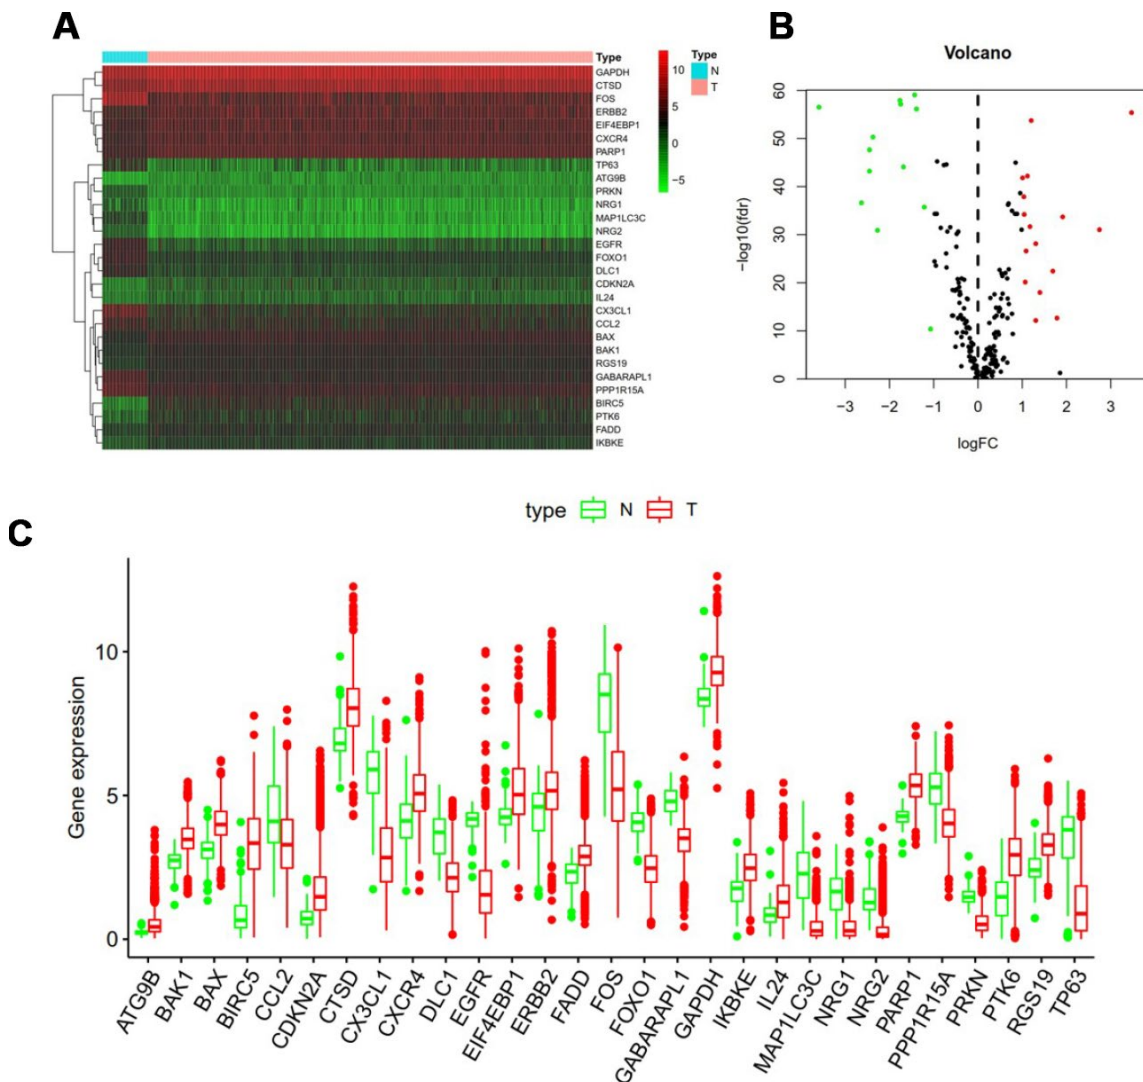 A
Type
GAPDH
CTSD
FOS
ERBB2
EIF4EBP1
CXCR4
PARP1
TP63
ATG9B
PRKN
NRG1
MAP1LC3C
NRG2
EGFR
FOXO1
DLC1
CDKN2A
IL24
CX3CL1
CCL2
BAX
BAK1
RGS19
GABARAPL1
PPP1R15A
BIRC5
PTK6
FADD
IKBKE
10
5
0
−5
Type
N
T
B
Volcano
−log10(fdr)
60
50
40
30
20
10
0
−3 −2 −1 0 1 2 3
logFC
C
type N T
Gene expression
10
5
0
ATG9B
BAK1
BAX
BIRC5
CCL2
CDKN2A
CTSD
CX3CL1
CXCR4
DLC1
EGFR
EIF4EBP1
ERBB2
FADD
FOS
FOXO1
GABARAPL1
GAPDH
IKBKE
IL24
MAP1LC3C
NRG1
NRG2
PARP1
PPP1R15A
PRKN
PTK6
RGS19
TP63